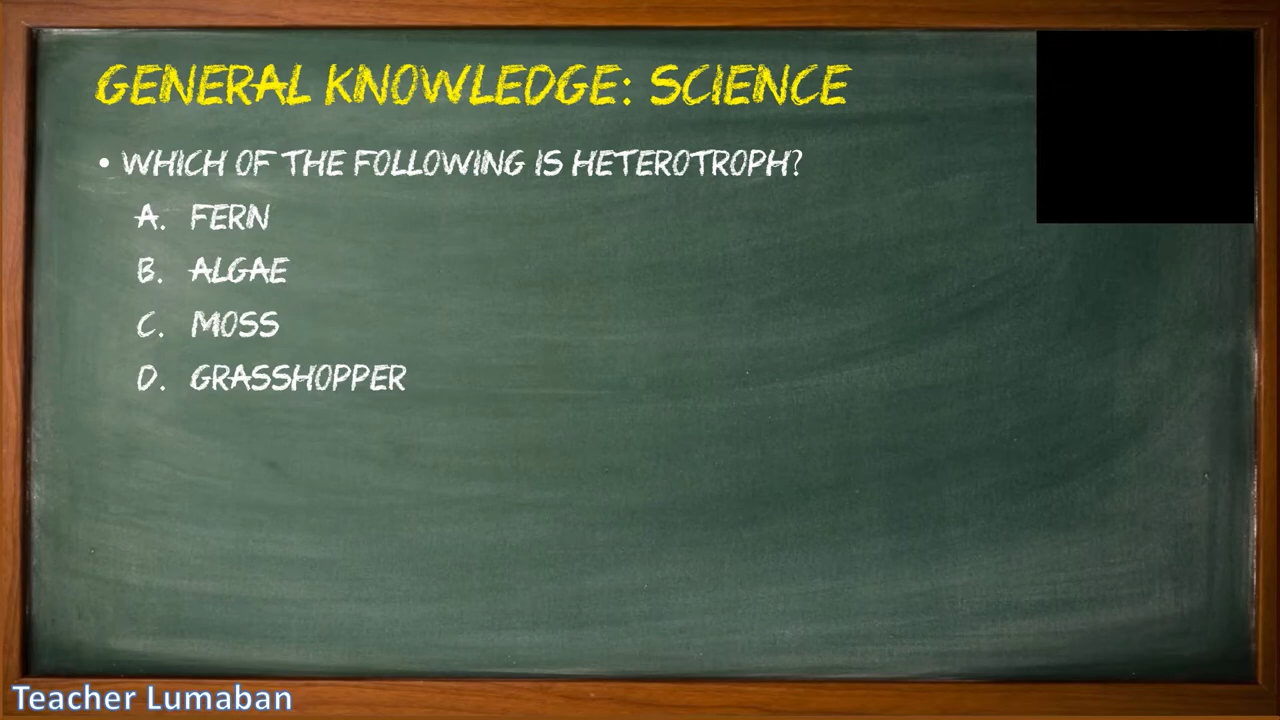 GENERAL KNOWLEDGE: SCIENCE
• WHICH OF THE FOLLOWING IS HETEROTROPH?
A. FERN
B. ALGAE
C. MOSS
D. GRASSHOPPER
Teacher Lumaban